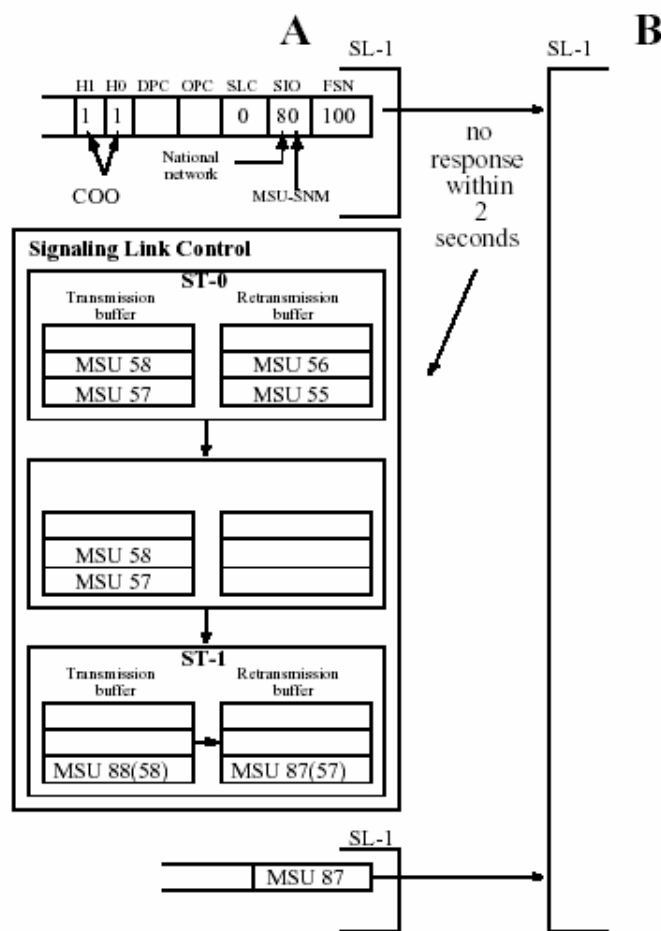 A
SL-1
SL-1
B
H1 H0 DPC OPC SLC SIO FSN
1 1 0 80 100
National
network
COO
MSU-SNM
no
response
within
2
seconds
Signaling Link Control
ST-0
Transmission
buffer
Retransmission
buffer
MSU 58
MSU 56
MSU 57
MSU 55
MSU 58
MSU 57
ST-1
Transmission
buffer
Retransmission
buffer
MSU 88(58)
MSU 87(57)
SL-1
MSU 87